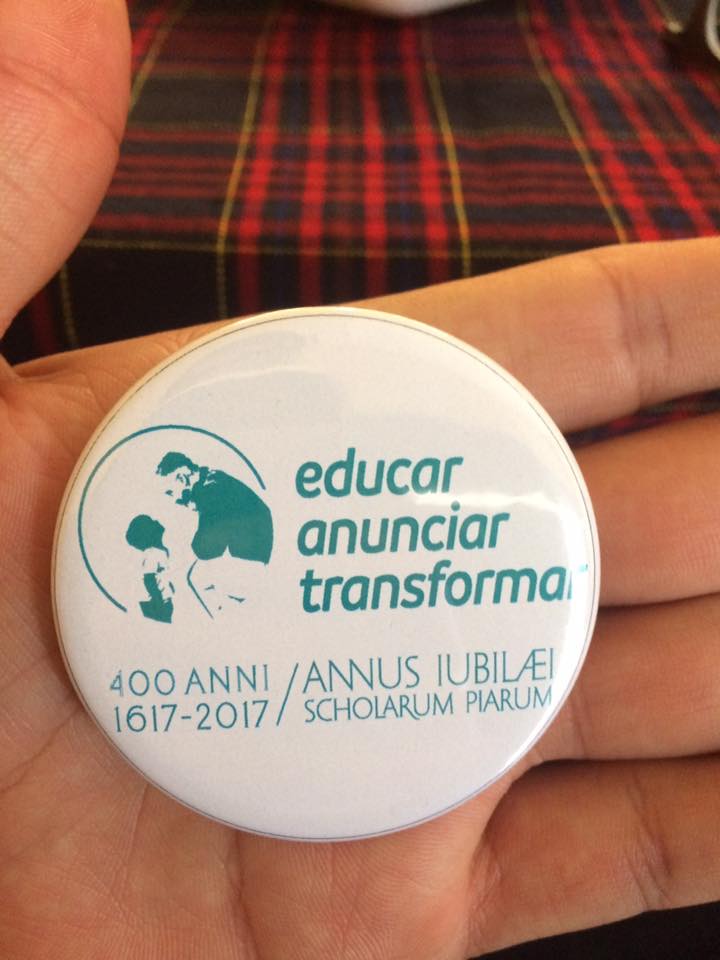 educar
anunciar
transformar
400 ANNI / ANNUS IUBILÆI
1617-2017 / SCHOLARUM PIARUM